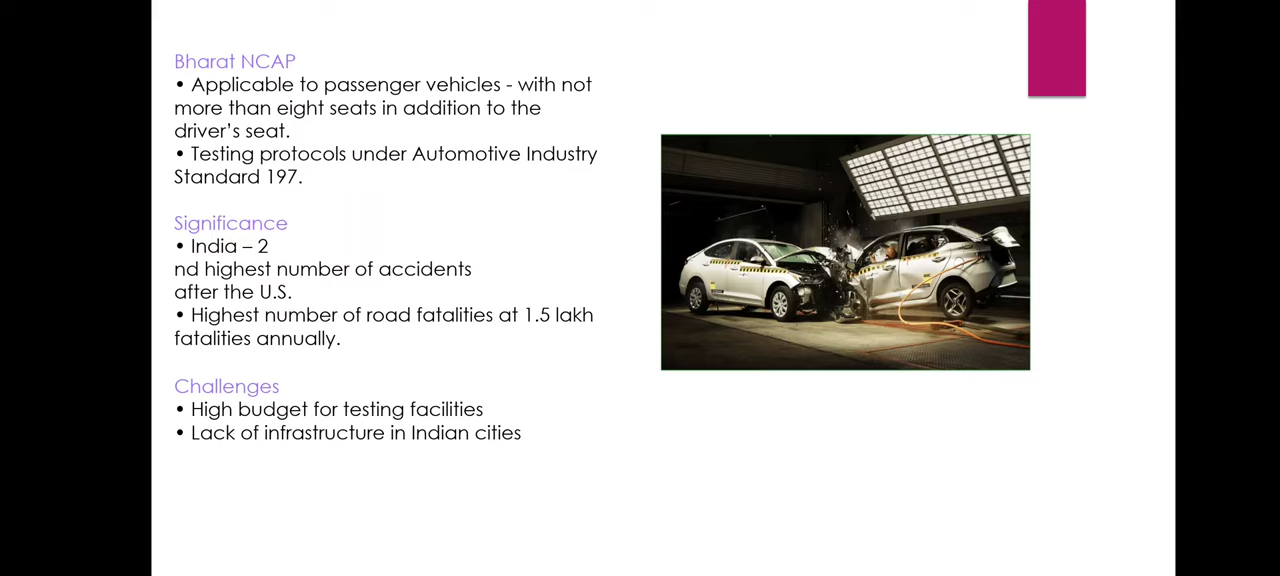 Bharat NCAP
• Applicable to passenger vehicles - with not
more than eight seats in addition to the
driver's seat.
• Testing protocols under Automotive Industry
Standard 197.
Significance
• India – 2
nd highest number of accidents
after the U.S.
• Highest number of road fatalities at 1.5 lakh
fatalities annually.
Challenges
• High budget for testing facilities
• Lack of infrastructure in Indian cities